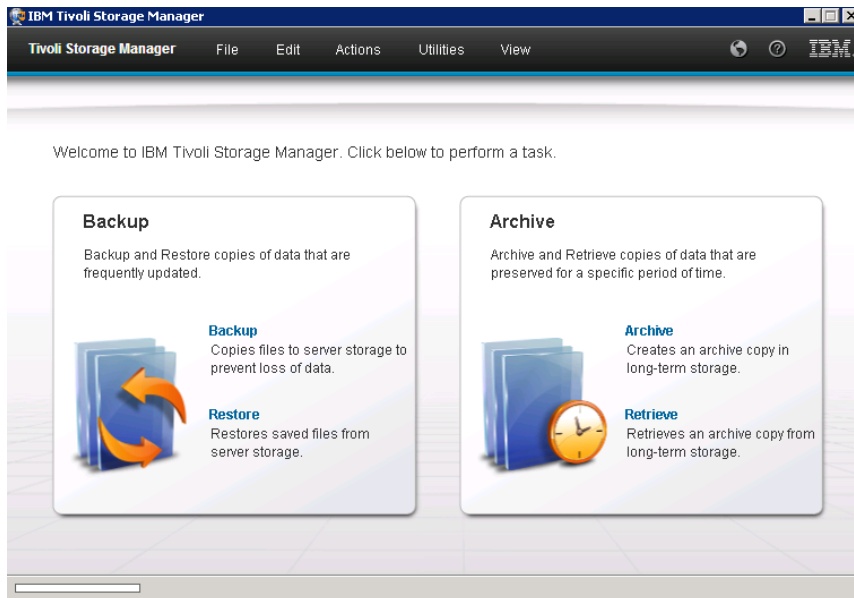 IBM Tivoli Storage Manager
Tivoli Storage Manager File Edit Actions Utilities View IBM.
Welcome to IBM Tivoli Storage Manager. Click below to perform a task.
Backup
Backup and Restore copies of data that are
frequently updated.
Backup
Copies files to server storage to
prevent loss of data.
Restore
Restores saved files from
server storage.
Archive
Archive and Retrieve copies of data that are
preserved for a specific period of time.
Archive
Creates an archive copy in
long-term storage.
Retrieve
Retrieves an archive copy from
long-term storage.